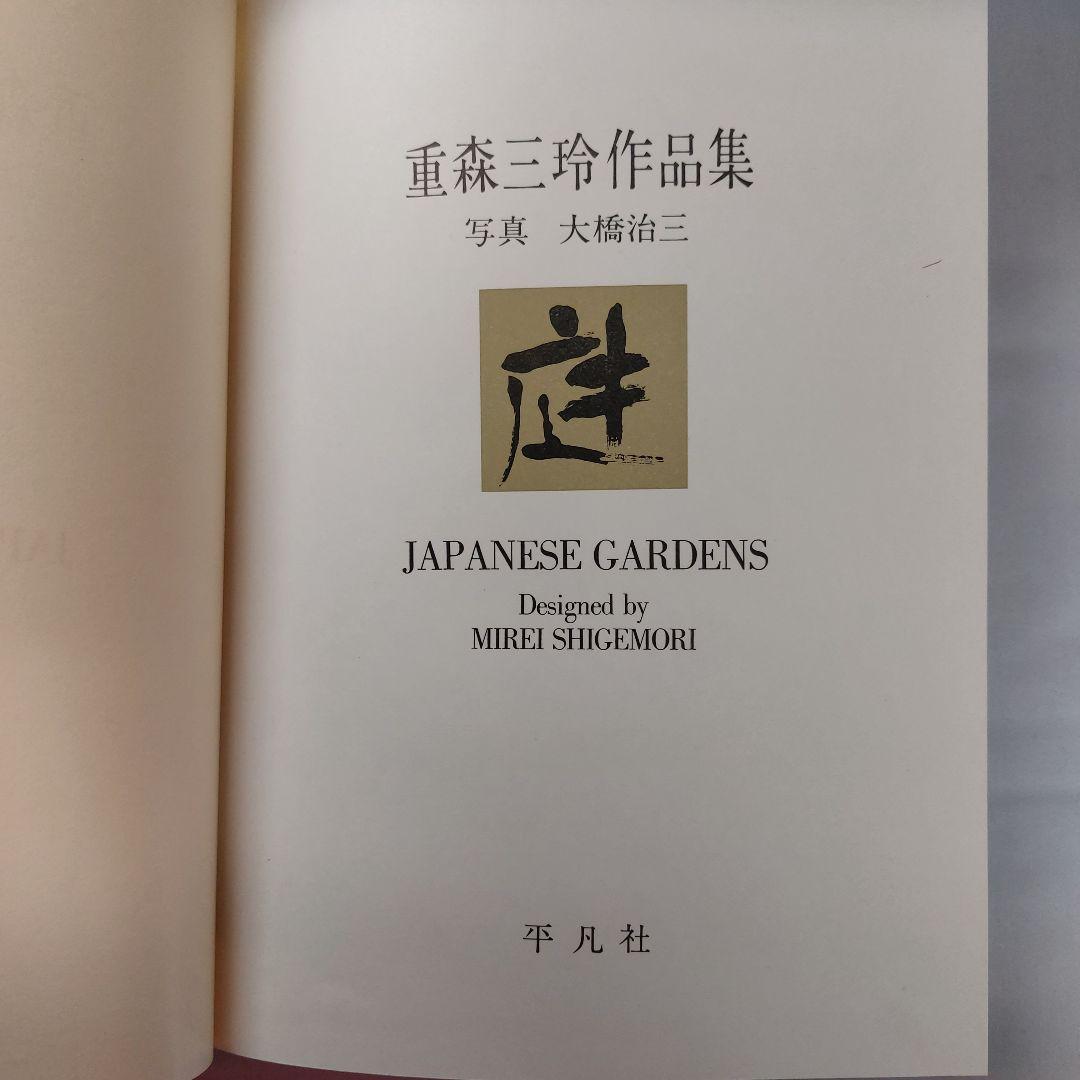 重森三玲作品集
写真　大橋治三
庭
JAPANESE GARDENS
Designed by
MIREI SHIGEMORI
平凡社